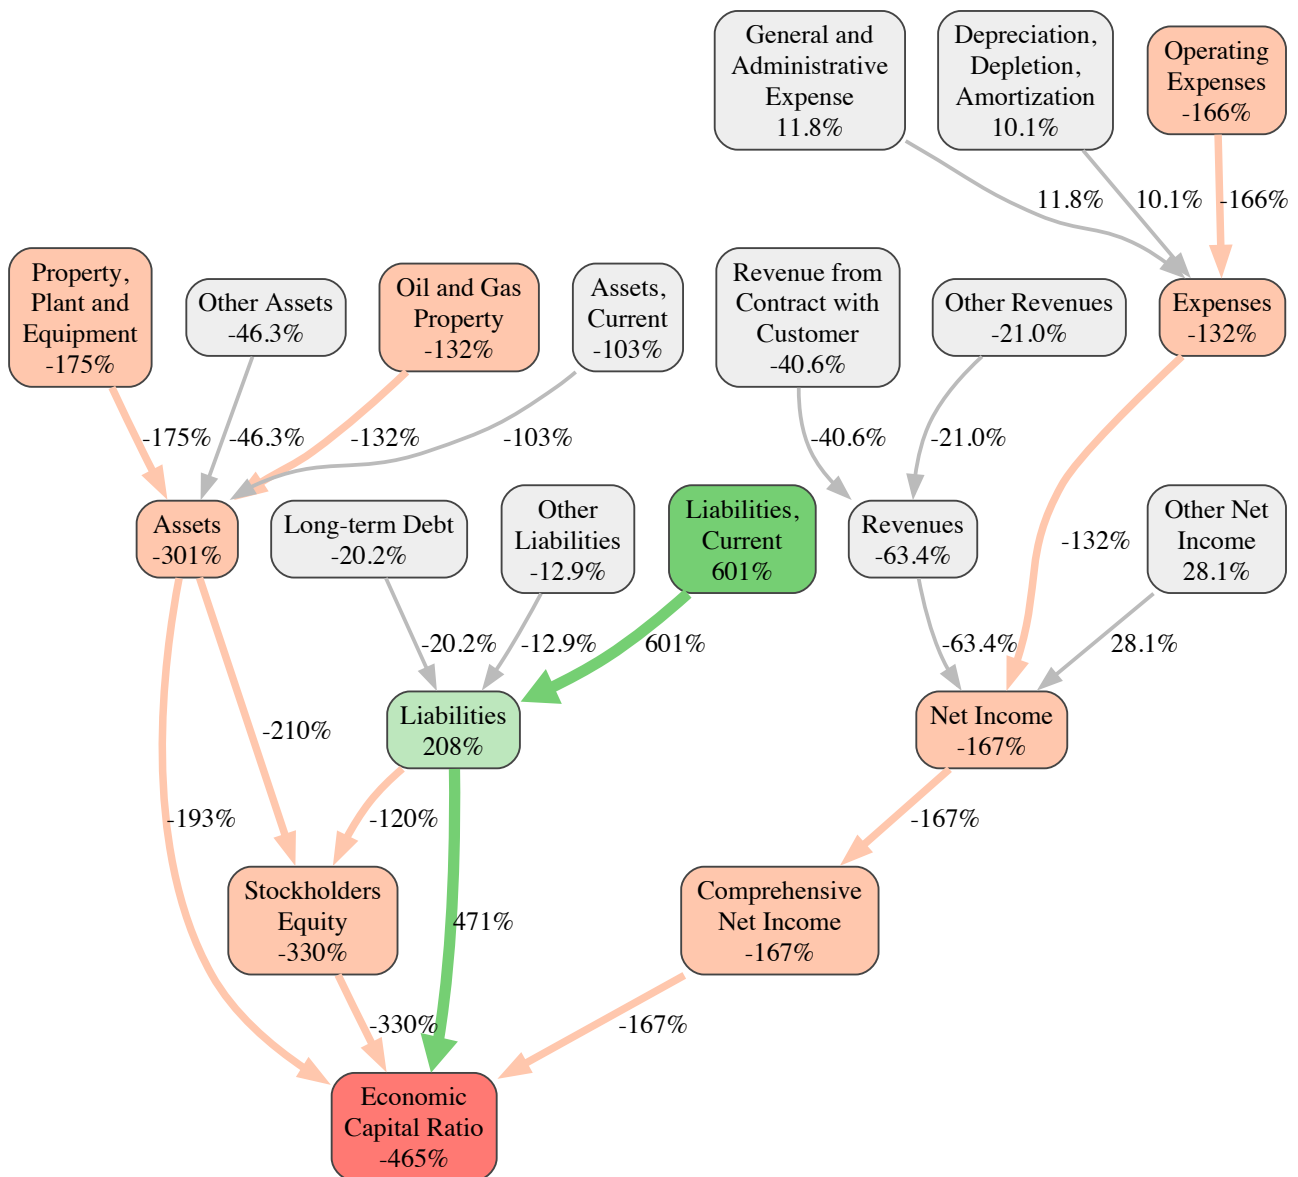 General and
Administrative
Expense
11.8%
Depreciation,
Depletion,
Amortization
10.1%
Operating
Expenses
-166%
11.8%
10.1%
-166%
Property,
Plant and
Equipment
-175%
Other Assets
-46.3%
Oil and Gas
Property
-132%
Assets,
Current
-103%
Revenue from
Contract with
Customer
-40.6%
Other Revenues
-21.0%
Expenses
-132%
-175%
-46.3%
-132%
-103%
-40.6%
-21.0%
Assets
-301%
Long-term Debt
-20.2%
Other
Liabilities
-12.9%
Liabilities,
Current
601%
Revenues
-63.4%
-132%
Other Net
Income
28.1%
-20.2%
-12.9%
601%
-63.4%
28.1%
-210%
Liabilities
208%
Net Income
-167%
-193%
-120%
-167%
Stockholders
Equity
-330%
471%
Comprehensive
Net Income
-167%
-330%
-167%
Economic
Capital Ratio
-465%